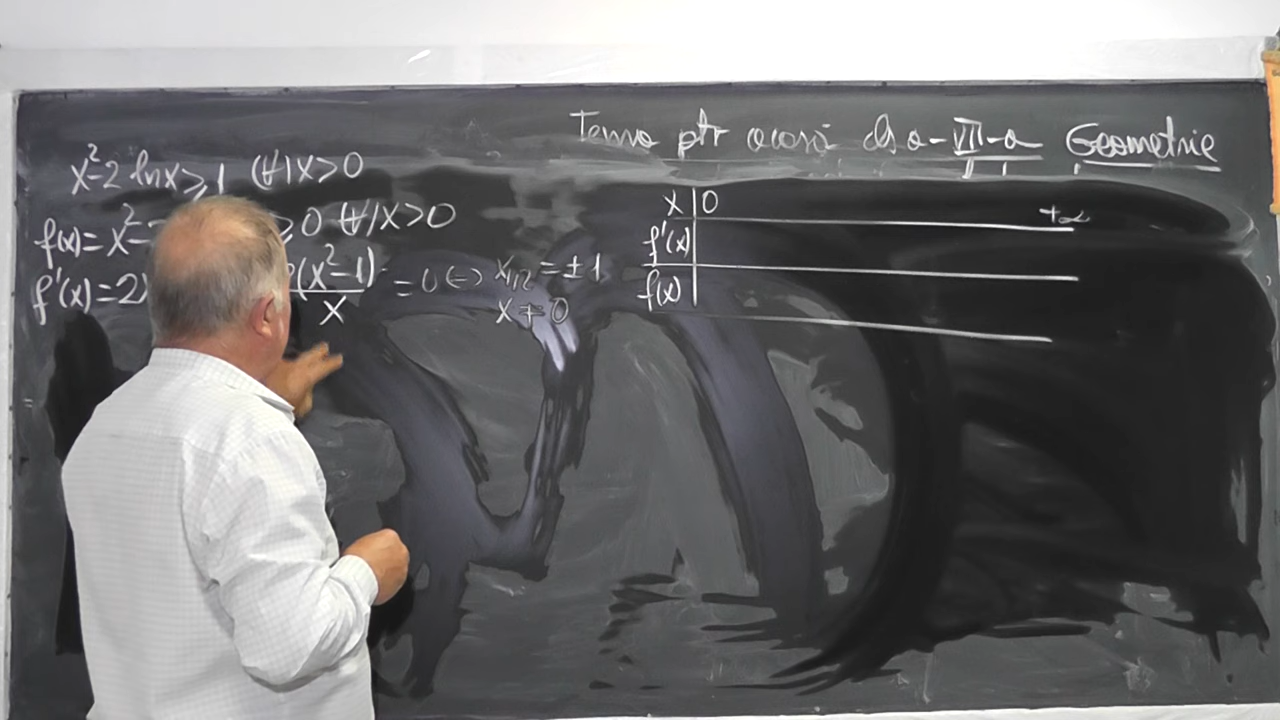 Tema ptr acasă cls a-VII-a Geometrie
x²-2 lnx ≥ 1 (∀) x>0
f(x) = x²- ≥0 (∀) x>0
f'(x) = 2 2(x²-1)/x = 0 ⇔ x₁,₂ = ±1
x ≠ 0
x | 0 +∞
f'(x)
f(x)